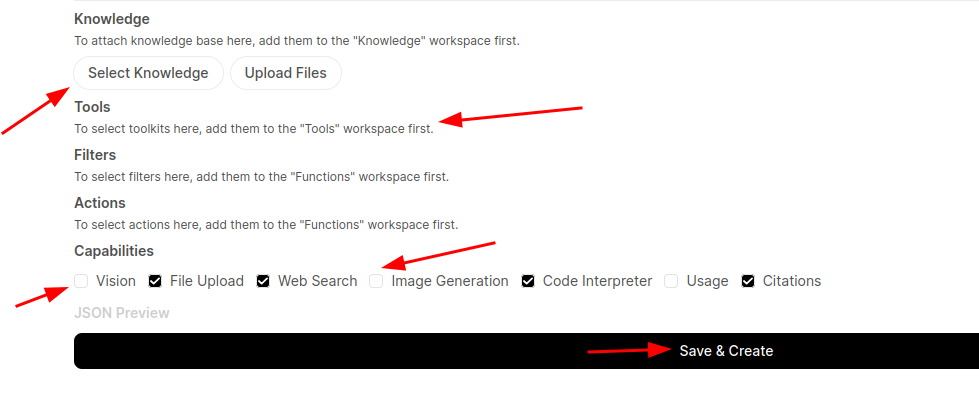 Knowledge
To attach knowledge base here, add them to the "Knowledge" workspace first.
Select Knowledge Upload Files
Tools
To select toolkits here, add them to the "Tools" workspace first.
Filters
To select filters here, add them to the "Functions" workspace first.
Actions
To select actions here, add them to the "Functions" workspace first.
Capabilities
Vision File Upload Web Search Image Generation Code Interpreter Usage Citations
JSON Preview
Save & Create